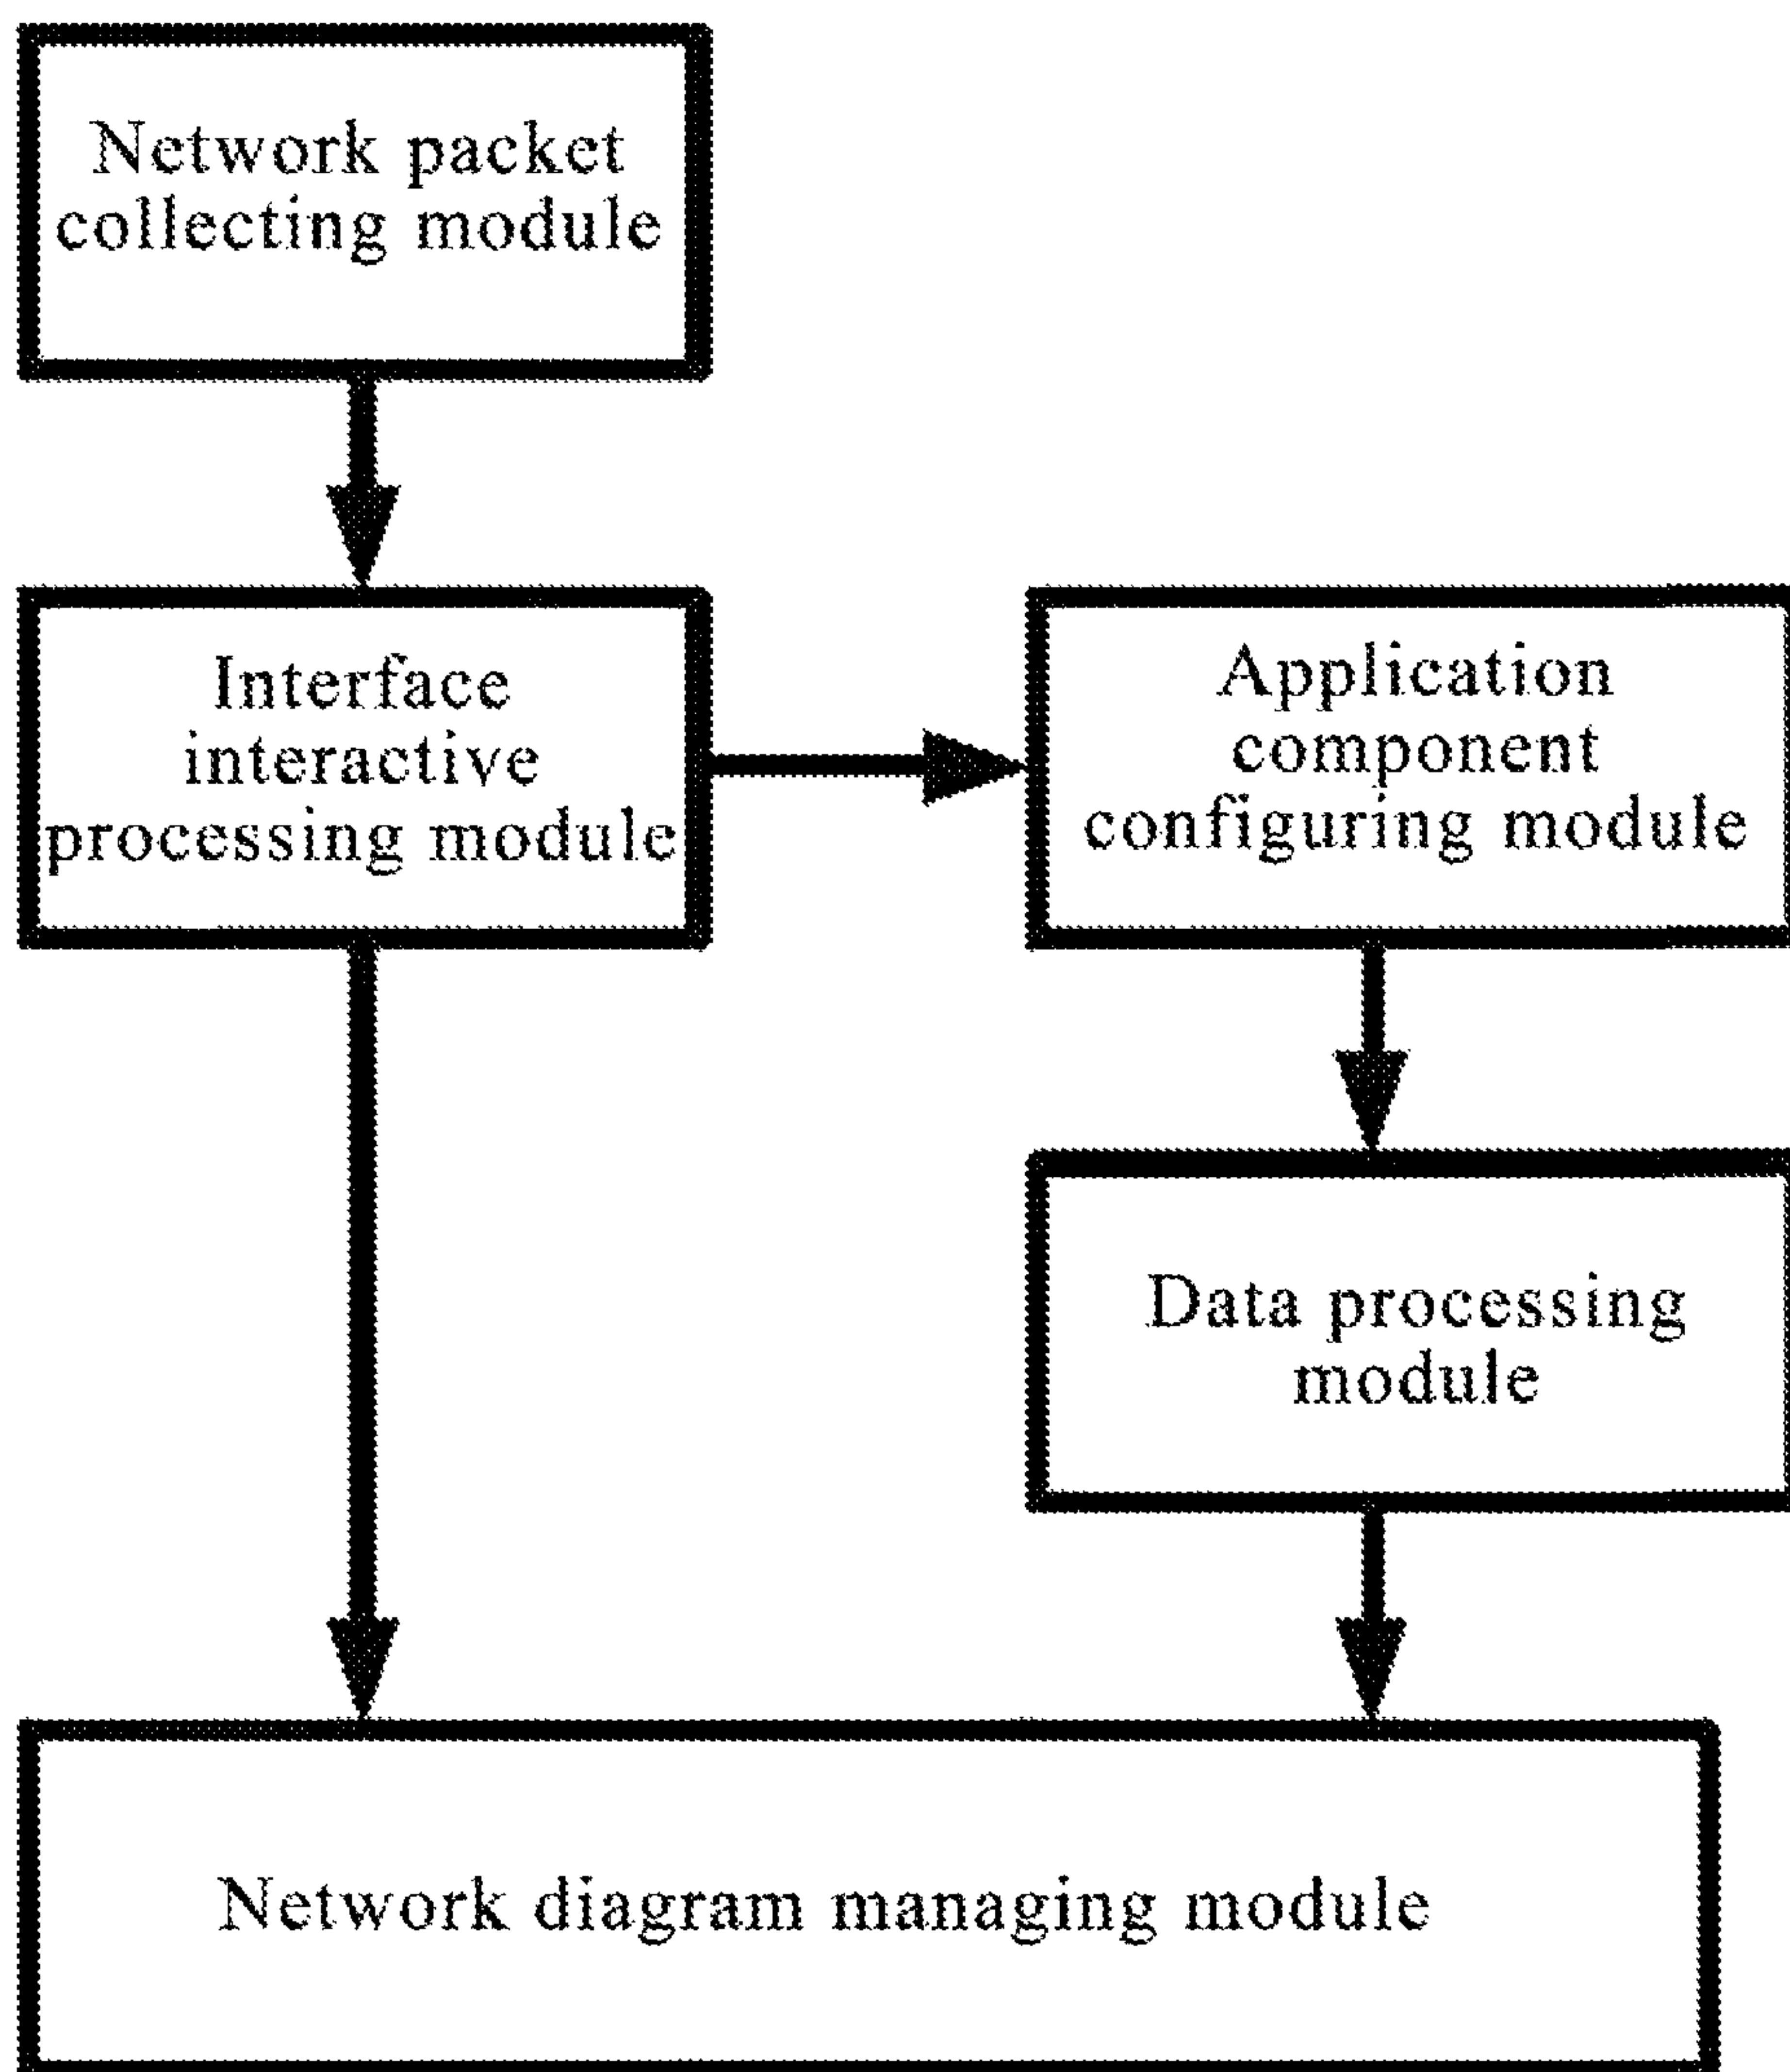 Network packet
collecting module
Interface
interactive
processing module
Application
component
configuring module
Data processing
module
Network diagram managing module